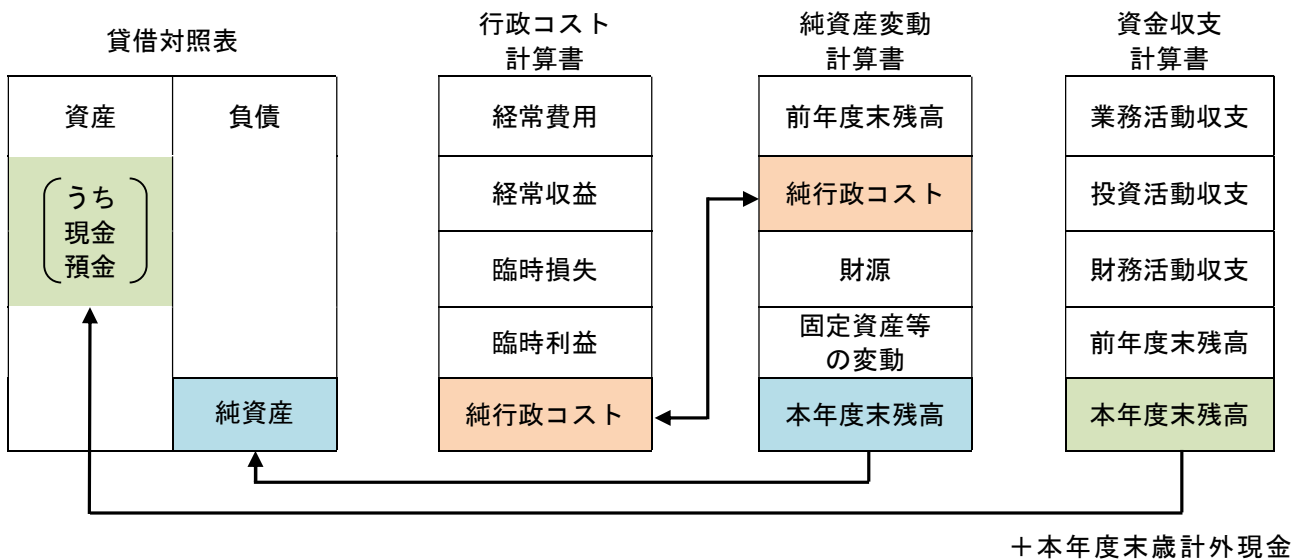 貸借対照表
資産
負債
うち
現金
預金
純資産
行政コスト
計算書
経常費用
経常収益
臨時損失
臨時利益
純行政コスト
純資産変動
計算書
前年度末残高
純行政コスト
財源
固定資産等
の変動
本年度末残高
資金収支
計算書
業務活動収支
投資活動収支
財務活動収支
前年度末残高
本年度末残高
＋本年度末歳計外現金